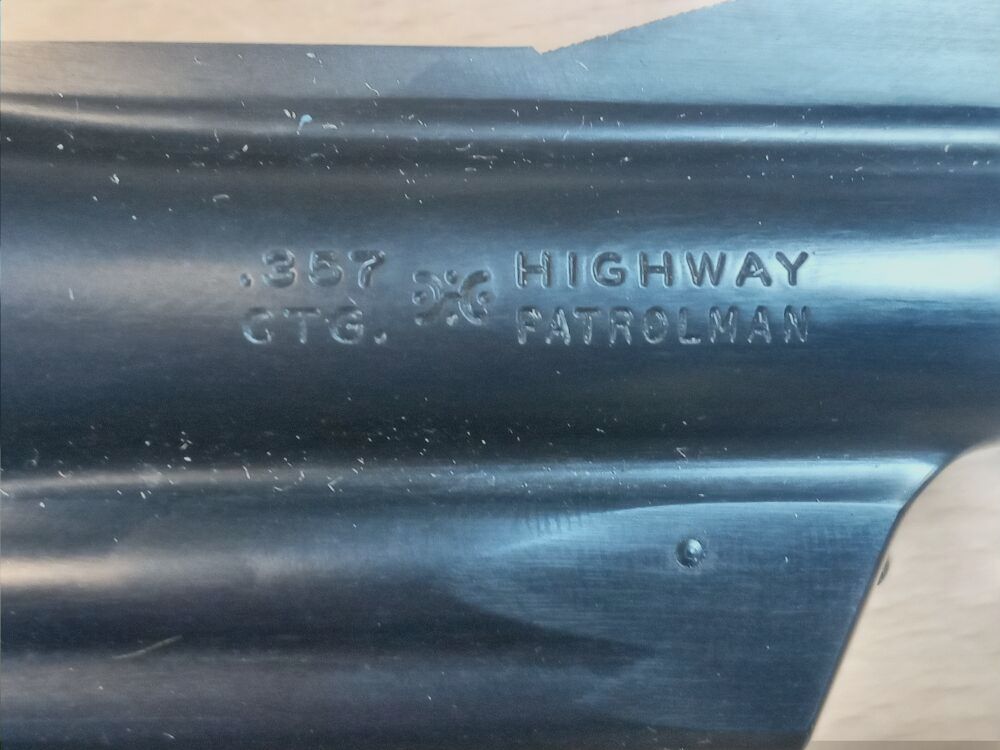 .357 HIGHWAY
CTG. PATROLMAN